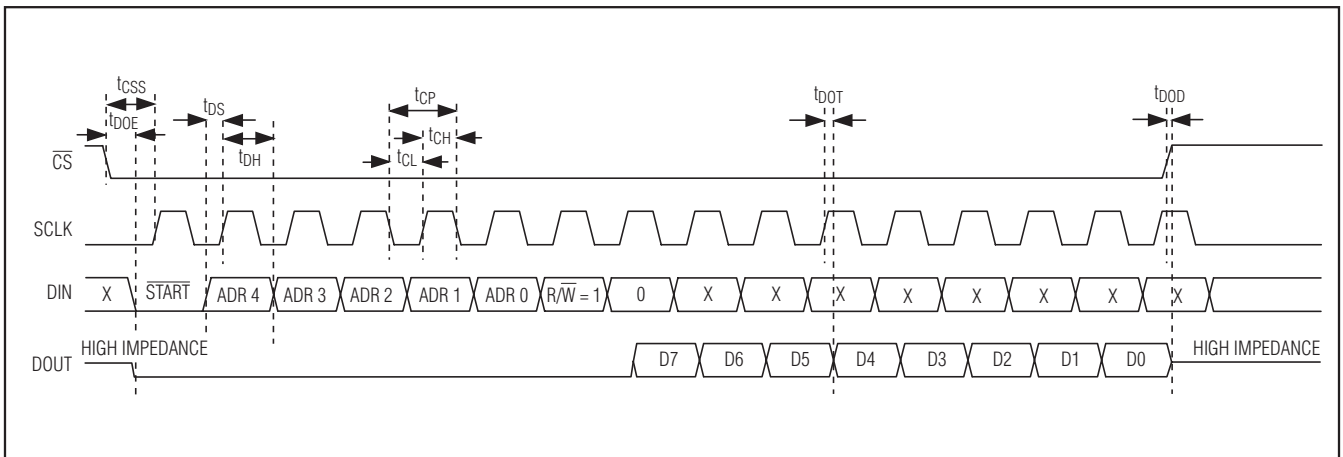 tCSS
tDS
tCP
tDOT
tDOD
tDOE
tCH
tDH
tCL
CS
SCLK
DIN X START ADR 4 ADR 3 ADR 2 ADR 1 ADR 0 R/W = 1 0 X X X X X X X X
HIGH IMPEDANCE
DOUT D7 D6 D5 D4 D3 D2 D1 D0 HIGH IMPEDANCE